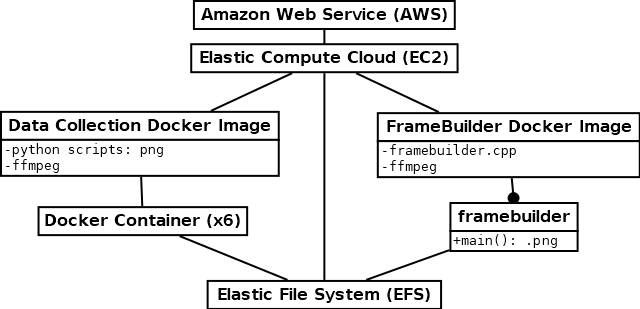 Amazon Web Service (AWS)
Elastic Compute Cloud (EC2)
Data Collection Docker Image
-python scripts: png
-ffmpeg
FrameBuilder Docker Image
-framebuilder.cpp
-ffmpeg
Docker Container (x6)
framebuilder
+main(): .png
Elastic File System (EFS)